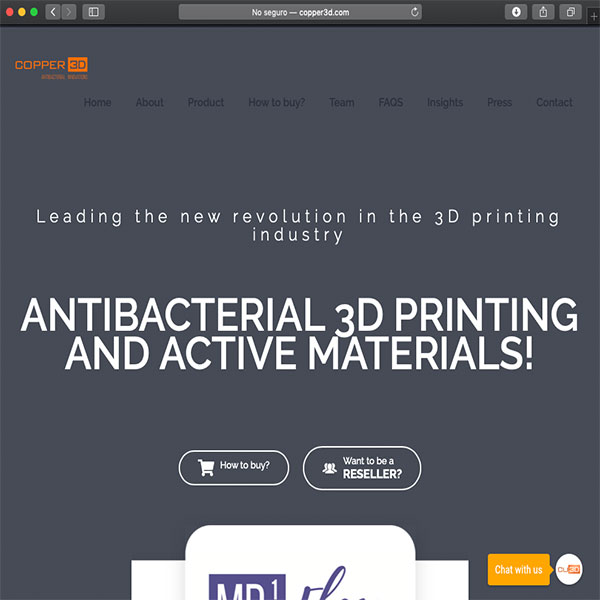 No seguro — copper3d.com
COPPER 3D
Home About Product How to buy? Team FAQS Insights Press Contact
Leading the new revolution in the 3D printing
industry
ANTIBACTERIAL 3D PRINTING
AND ACTIVE MATERIALS!
How to buy?
Want to be a
RESELLER?
MD1
Chat with us
CU3D